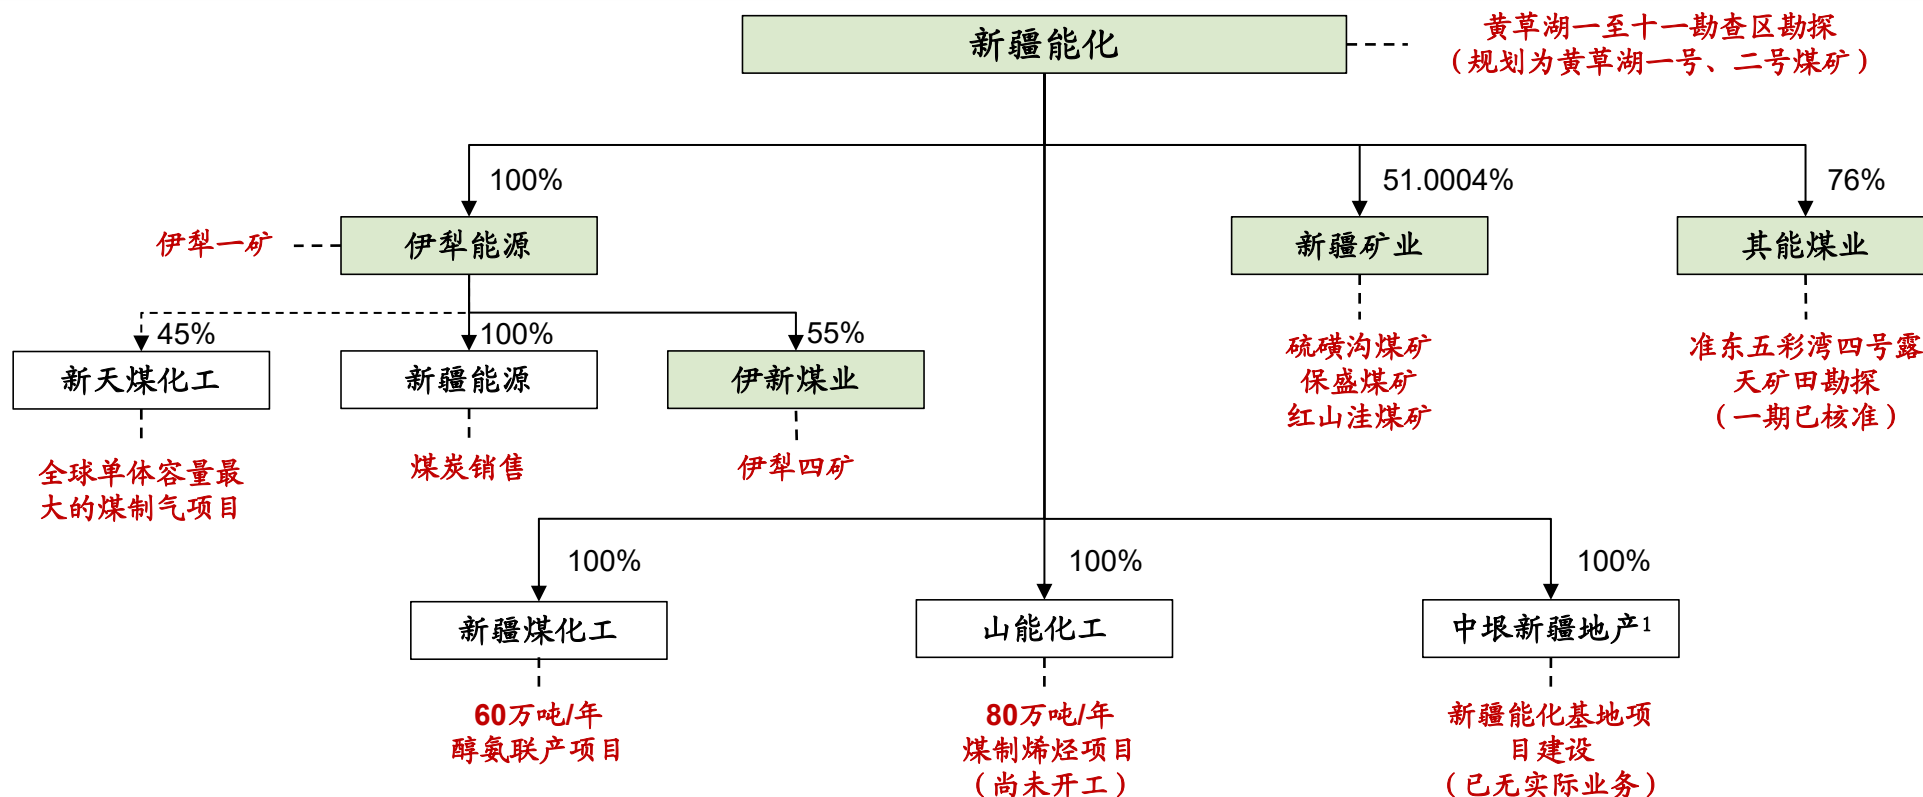 新疆能化
黄草湖一至十一勘查区勘探
（规划为黄草湖一号、二号煤矿）
100%
51.0004%
76%
伊犁一矿
伊犁能源
新疆矿业
其能煤业
45%
100%
55%
新天煤化工
新疆能源
伊新煤业
硫磺沟煤矿
保盛煤矿
红山洼煤矿
准东五彩湾四号露
天矿田勘探
（一期已核准）
全球单体容量最
大的煤制气项目
煤炭销售
伊犁四矿
100%
100%
100%
新疆煤化工
山能化工
中垠新疆地产1
60万吨/年
醇氨联产项目
80万吨/年
煤制烯烃项目
（尚未开工）
新疆能化基地项
目建设
（已无实际业务）